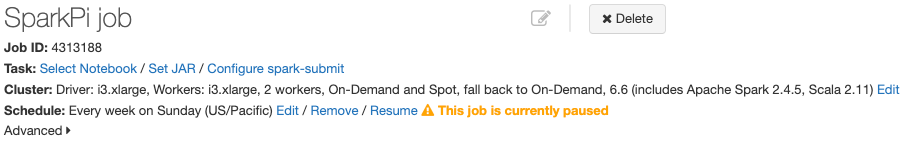 SparkPi job
✖ Delete
Job ID: 4313188
Task: Select Notebook / Set JAR / Configure spark-submit
Cluster: Driver: i3.xlarge, Workers: i3.xlarge, 2 workers, On-Demand and Spot, fall back to On-Demand, 6.6 (includes Apache Spark 2.4.5, Scala 2.11) Edit
Schedule: Every week on Sunday (US/Pacific) Edit / Remove / Resume This job is currently paused
Advanced